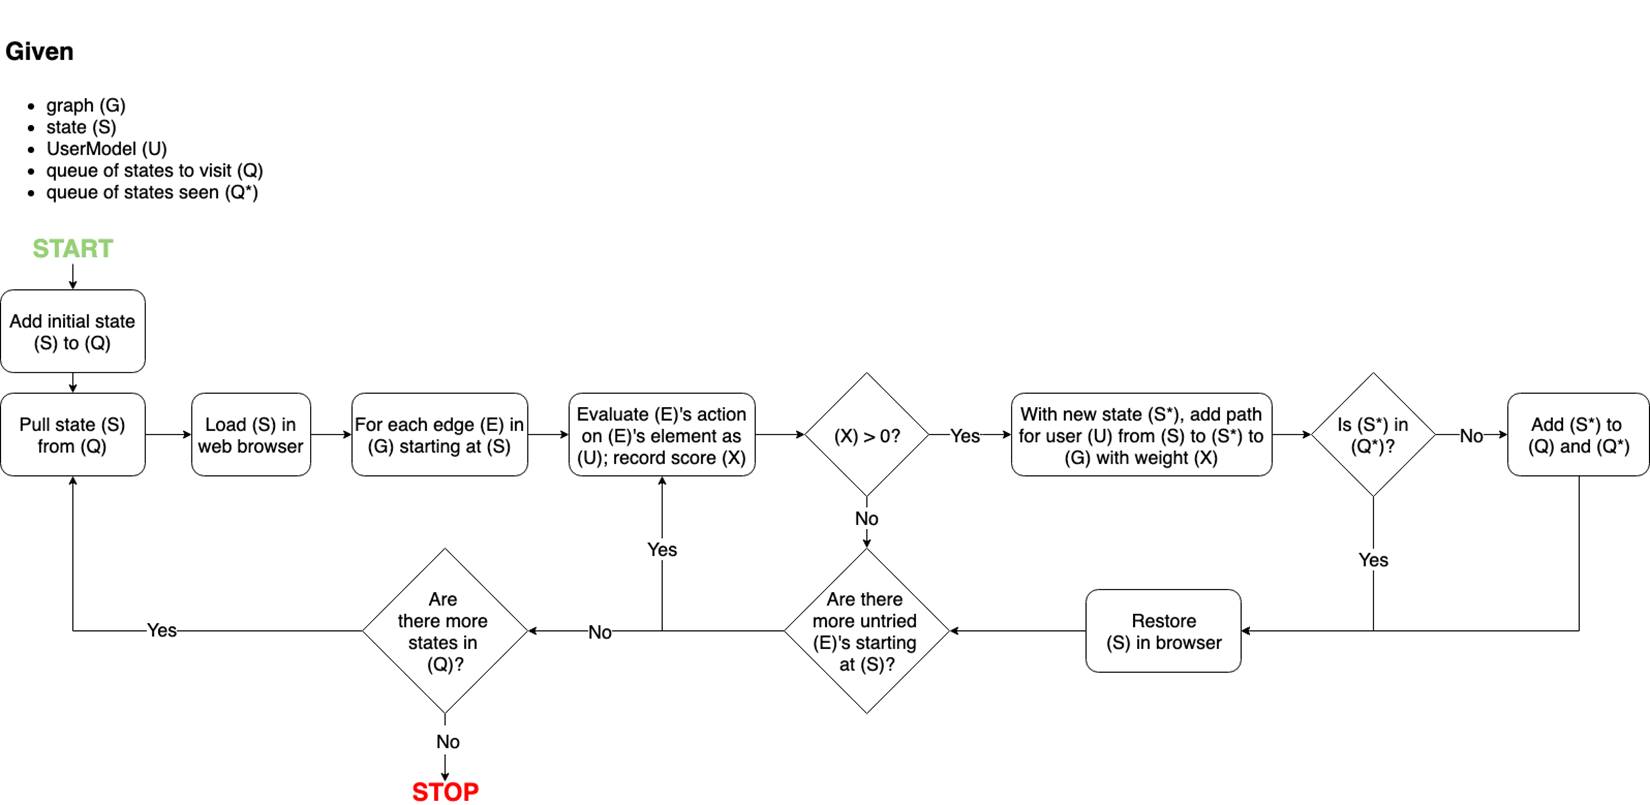 Given
• graph (G)
• state (S)
• UserModel (U)
• queue of states to visit (Q)
• queue of states seen (Q*)
START
Add initial state
(S) to (Q)
Pull state (S)
from (Q)
Load (S) in
web browser
For each edge (E) in
(G) starting at (S)
Evaluate (E)'s action
on (E)'s element as
(U); record score (X)
(X) > 0?
Yes
With new state (S*), add path
for user (U) from (S) to (S*) to
(G) with weight (X)
Is (S*) in
(Q*)?
No
Add (S*) to
(Q) and (Q*)
No
Yes
Yes
Are
there more
states in
(Q)?
Yes
No
Are there
more untried
(E)'s starting
at (S)?
Restore
(S) in browser
No
STOP